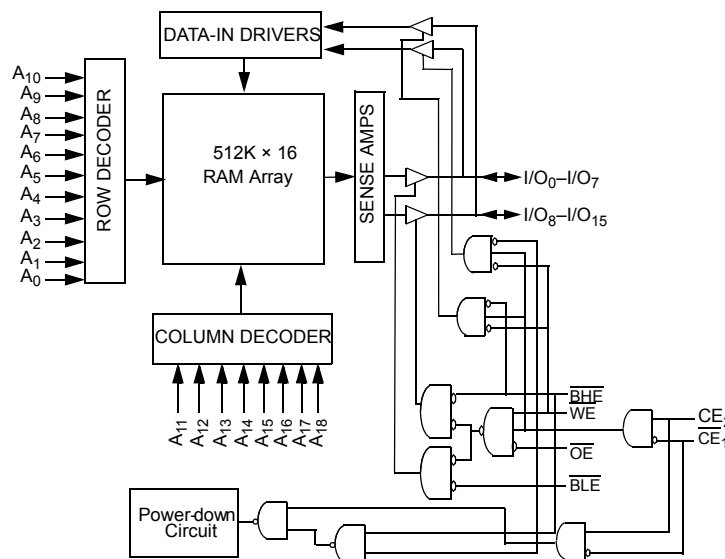 DATA-IN DRIVERS
A10
A9
A8
A7
A6
A5
A4
A3
A2
A1
A0
ROW DECODER
512K × 16
RAM Array
SENSE AMPS
I/O0–I/O7
I/O8–I/O15
COLUMN DECODER
A11
A12
A13
A14
A15
A16
A17
A18
BHE
WE
OE
BLE
CE2
CE1
Power-down
Circuit